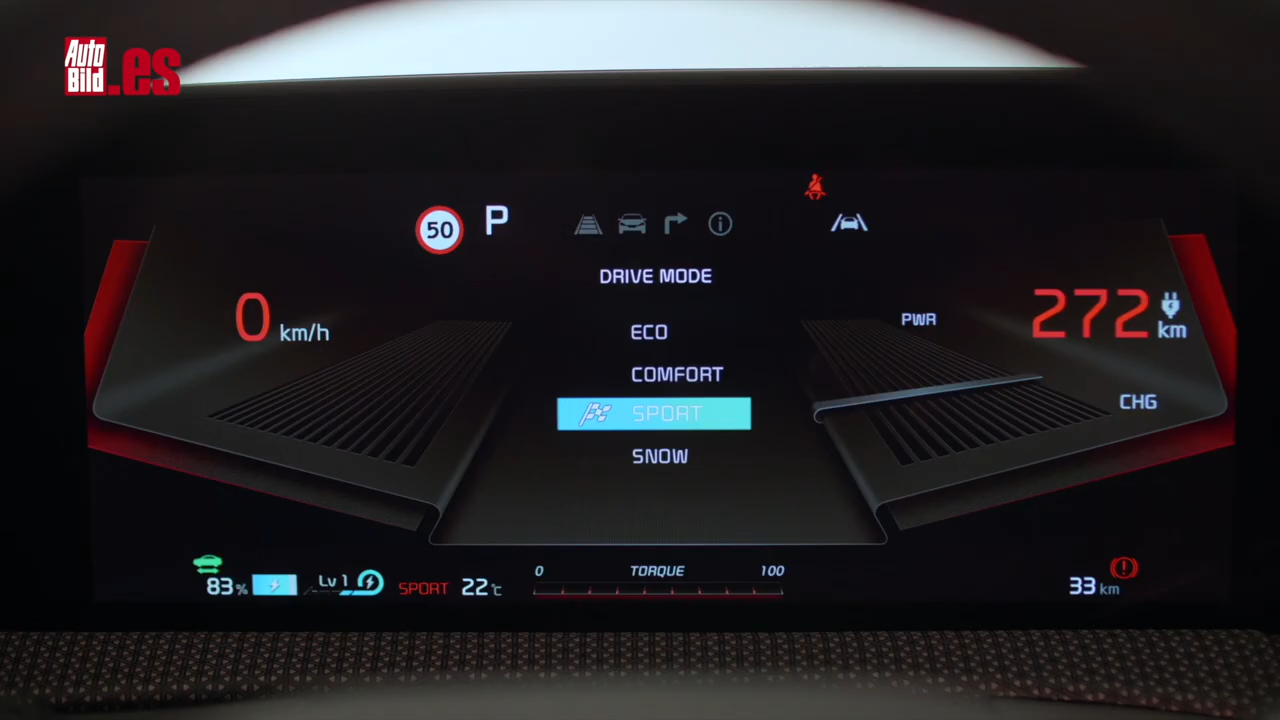 Auto
Bild.es
50 P
DRIVE MODE
0 km/h
ECO
COMFORT
SPORT
SNOW
PWR
272 km
CHG
83% Lv 1 SPORT 22°C
0 TORQUE 100
33 km